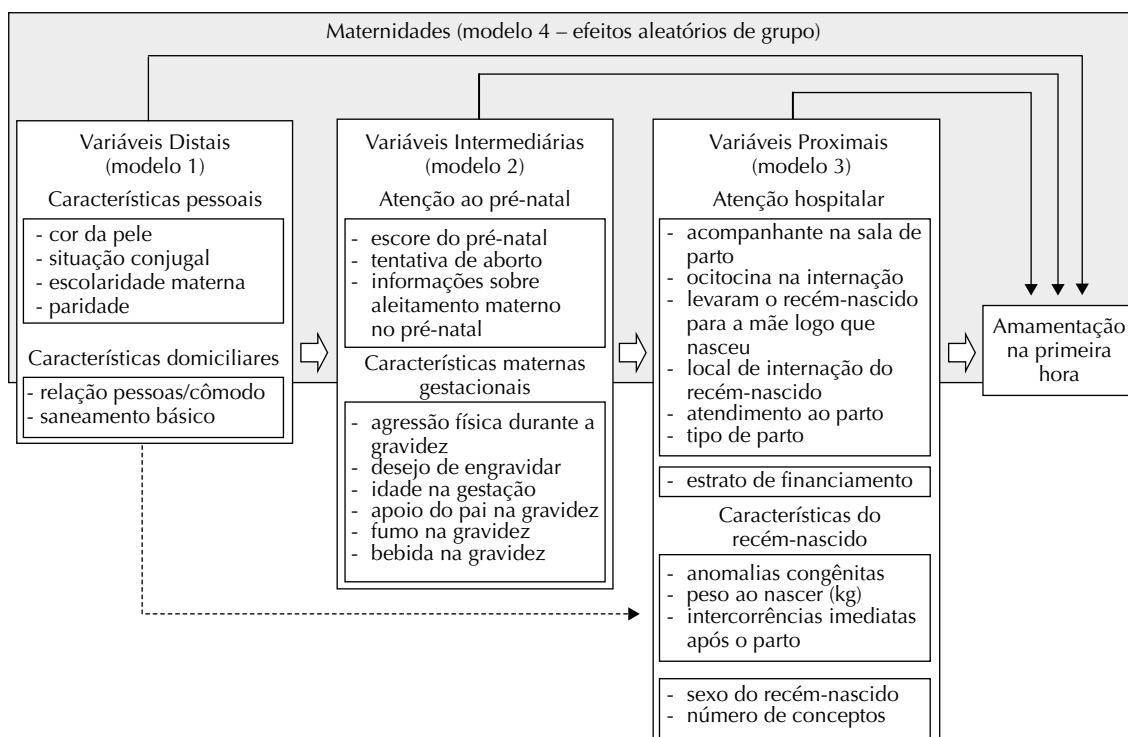 Maternidades (modelo 4 – efeitos aleatórios de grupo)
Variáveis Distais
(modelo 1)
Características pessoais
- cor da pele
- situação conjugal
- escolaridade materna
- paridade
Características domiciliares
- relação pessoas/cômodo
- saneamento básico
Variáveis Intermediárias
(modelo 2)
Atenção ao pré-natal
- escore do pré-natal
- tentativa de aborto
- informações sobre
aleitamento materno
no pré-natal
Características maternas
gestacionais
- agressão física durante a
gravidez
- desejo de engravidar
- idade na gestação
- apoio do pai na gravidez
- fumo na gravidez
- bebida na gravidez
Variáveis Proximais
(modelo 3)
Atenção hospitalar
- acompanhante na sala de
parto
- ocitocina na internação
- levaram o recém-nascido
para a mãe logo que
nasceu
- local de internação do
recém-nascido
- atendimento ao parto
- tipo de parto
- estrato de financiamento
Características do
recém-nascido
- anomalias congênitas
- peso ao nascer (kg)
- intercorrências imediatas
após o parto
- sexo do recém-nascido
- número de conceptos
Amamentação
na primeira
hora